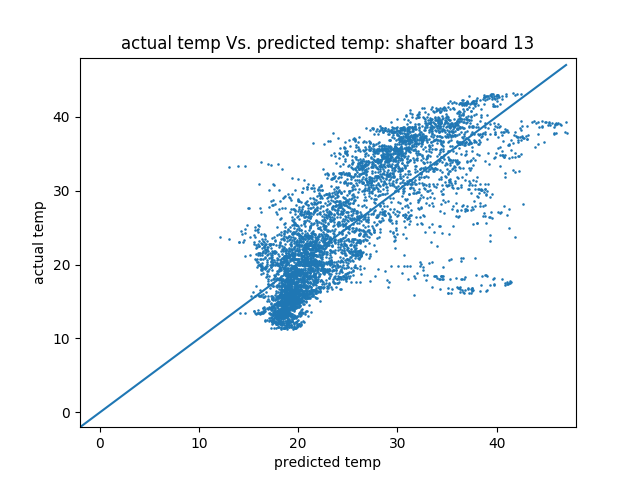 actual temp Vs. predicted temp: shafter board 13
40
30
20
10
0
actual temp
0 10 20 30 40
predicted temp